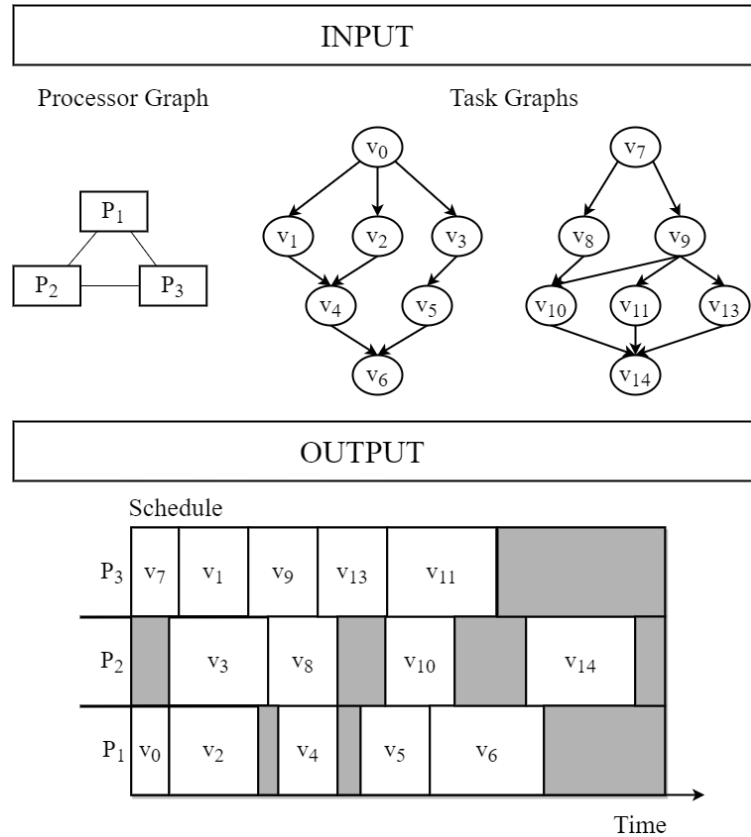 INPUT
Processor Graph Task Graphs
v0 v7
P1
v1 v2 v3 v8 v9
P2 P3
v4 v5 v10 v11 v13
v6 v14
OUTPUT
Schedule
P3 v7 v1 v9 v13 v11
P2 v3 v8 v10 v14
P1 v0 v2 v4 v5 v6
Time